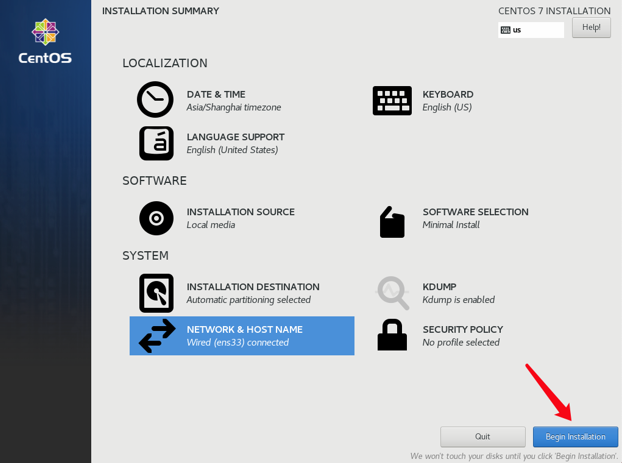 INSTALLATION SUMMARY
CENTOS 7 INSTALLATION
us
Help!
CentOS
LOCALIZATION
DATE & TIME
Asia/Shanghai timezone
KEYBOARD
English (US)
LANGUAGE SUPPORT
English (United States)
SOFTWARE
INSTALLATION SOURCE
Local media
SOFTWARE SELECTION
Minimal Install
SYSTEM
INSTALLATION DESTINATION
Automatic partitioning selected
KDUMP
Kdump is enabled
NETWORK & HOST NAME
Wired (ens33) connected
SECURITY POLICY
No profile selected
Quit
Begin Installation
We won't touch your disks until you click 'Begin Installation'.